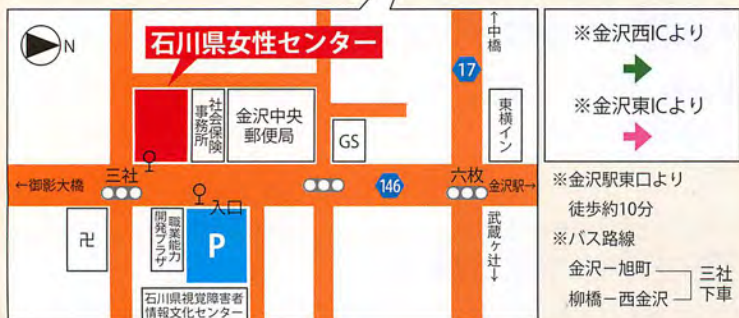 N
石川県女性センター
↑中橋
17
社会保険
事務所
金沢中央
郵便局
GS
東横イン
←御影大橋
三社
146
六枚
金沢駅→
入口
卍
職業能力
開発プラザ
P
武蔵ヶ辻↓
石川県視覚障害者
情報文化センター
※金沢西ICより
※金沢東ICより
※金沢駅東口より
徒歩約10分
※バス路線
金沢－旭町
柳橋－西金沢
三社
下車